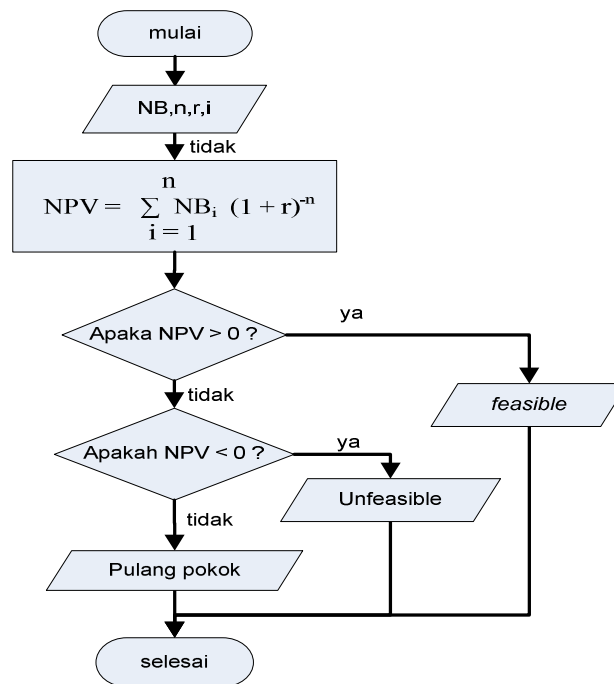 mulai
NB,n,r,i
tidak
n
NPV = ∑ NBᵢ (1 + r)⁻ⁿ
i = 1
Apaka NPV > 0 ?
ya
feasible
tidak
Apakah NPV < 0 ?
ya
Unfeasible
tidak
Pulang pokok
selesai